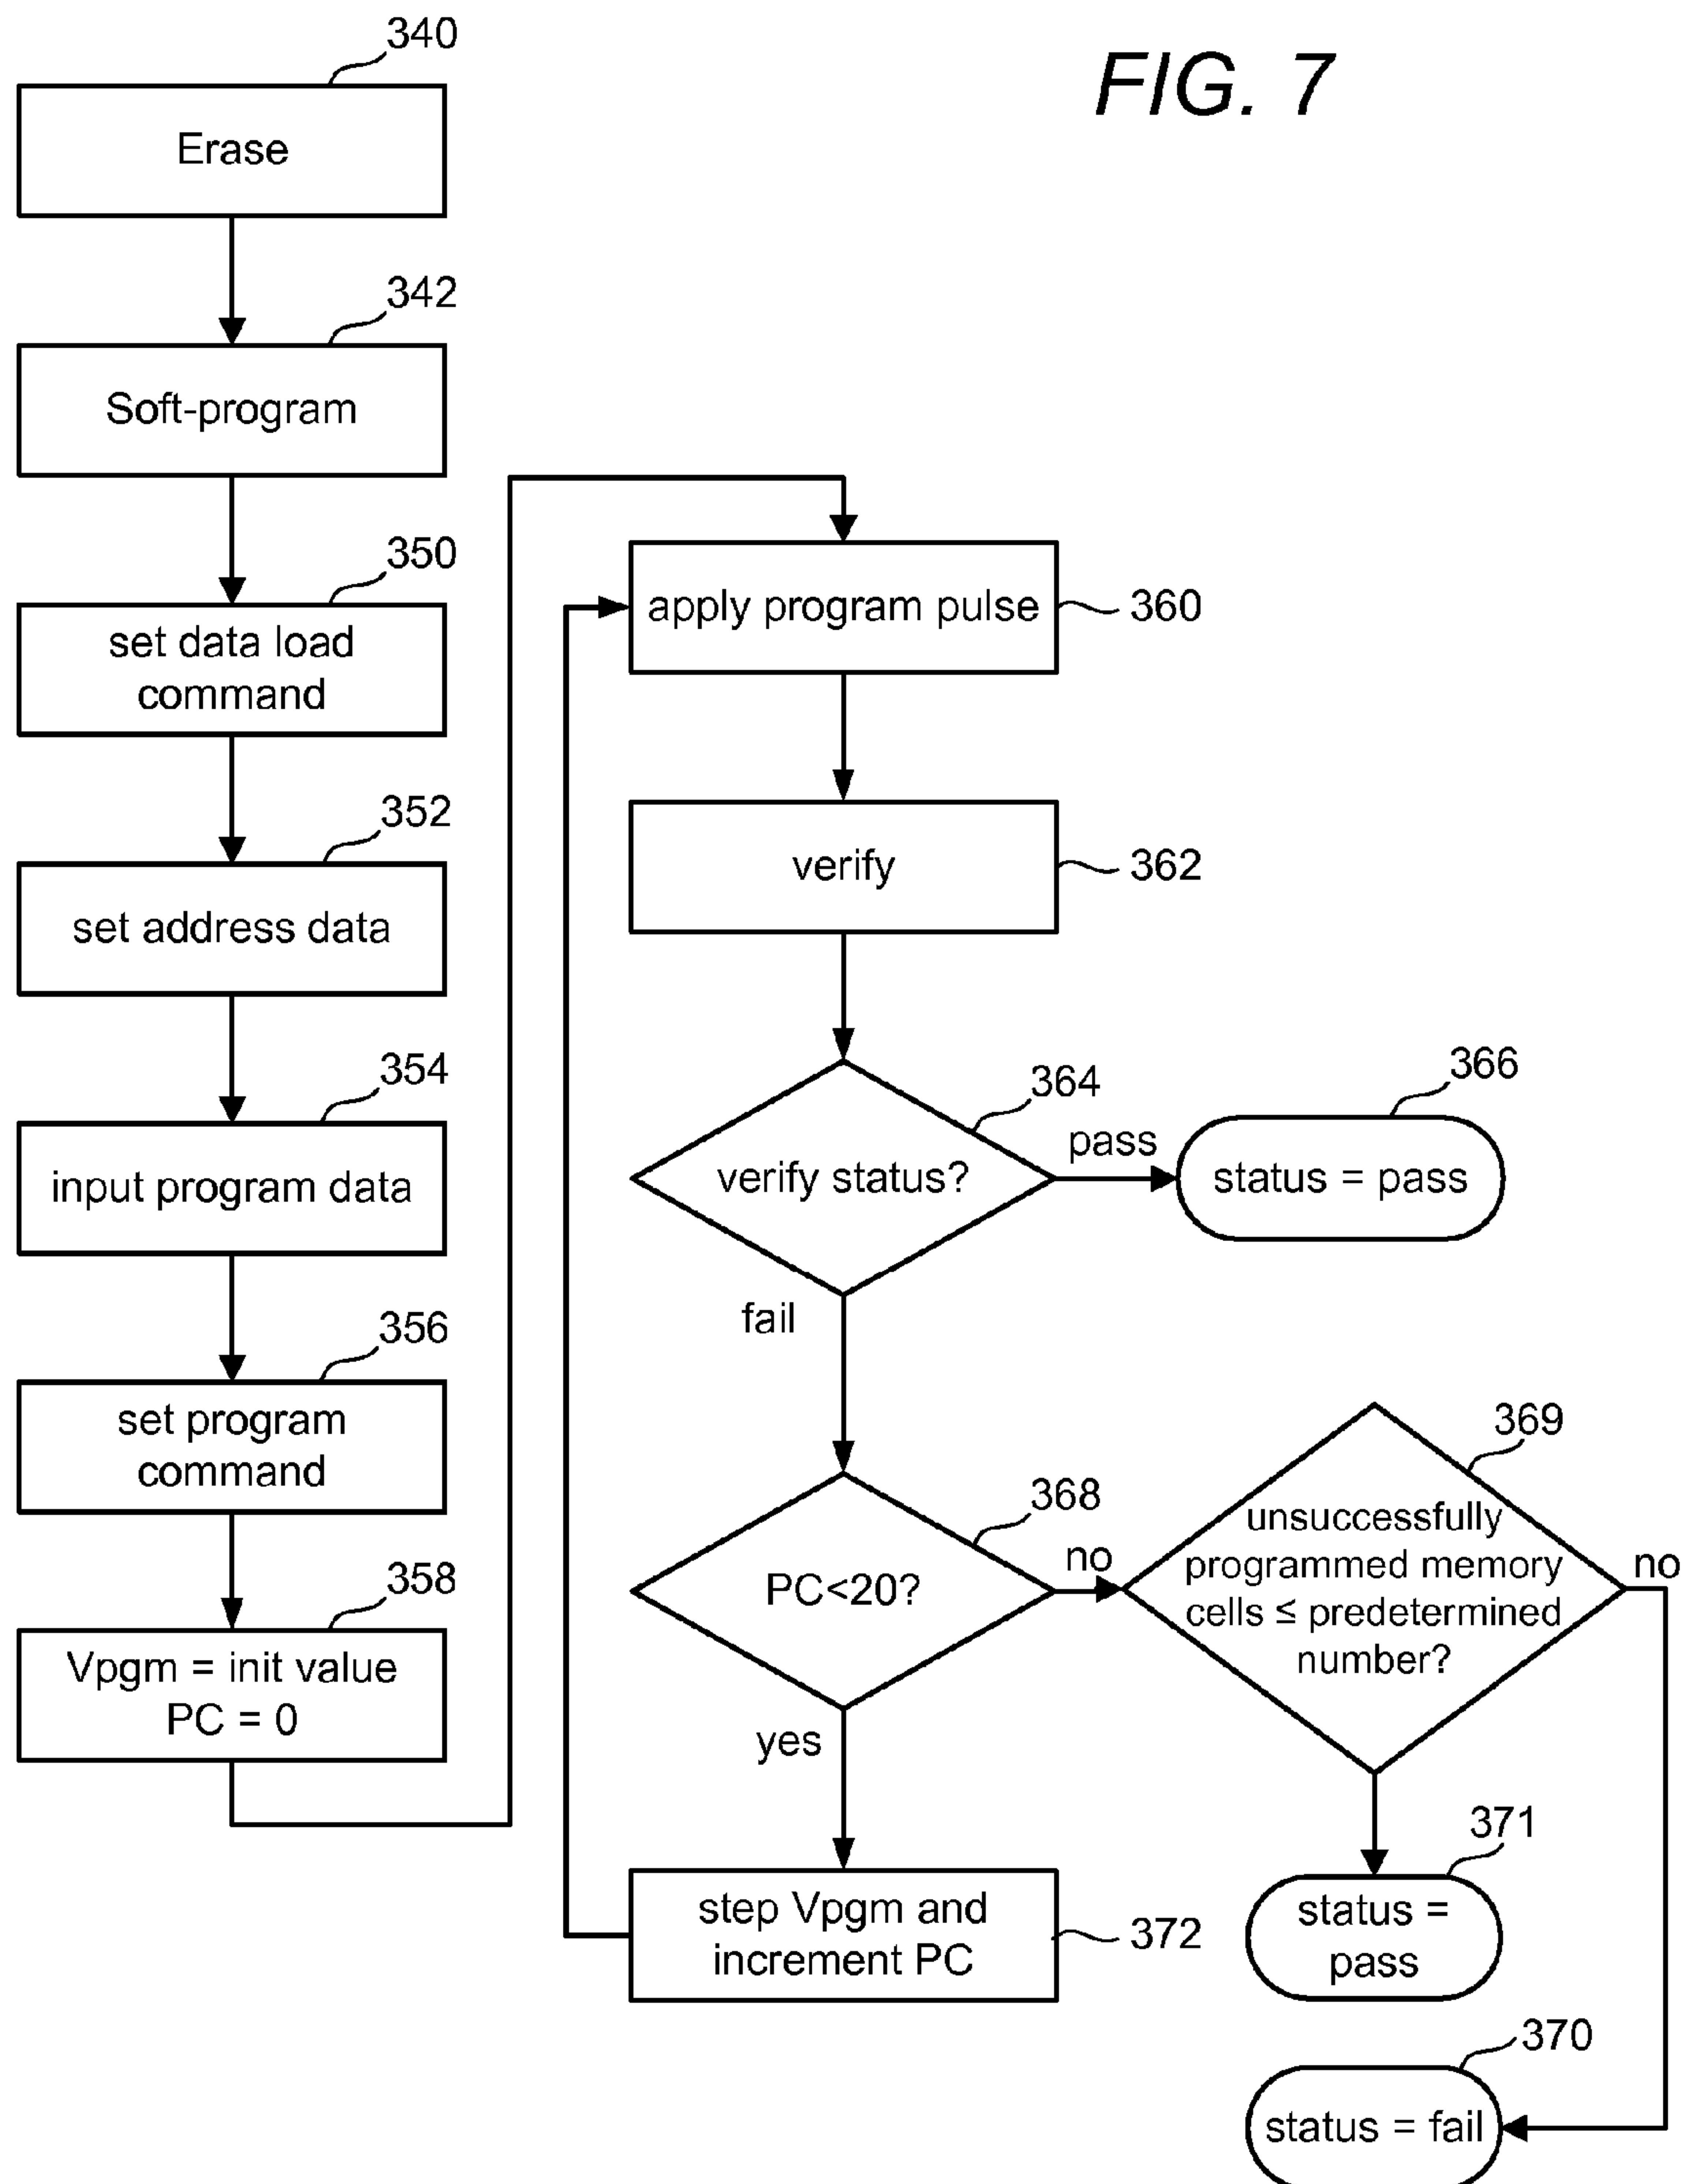 FIG. 7
340
Erase
342
Soft-program
350
set data load
command
352
set address data
354
input program data
356
set program
command
358
Vpgm = init value
PC = 0
apply program pulse
360
verify
362
364
verify status?
pass
366
status = pass
fail
368
PC<20?
no
369
unsuccessfully
programmed memory
cells ≤ predetermined
number?
no
yes
step Vpgm and
increment PC
372
371
status =
pass
370
status = fail